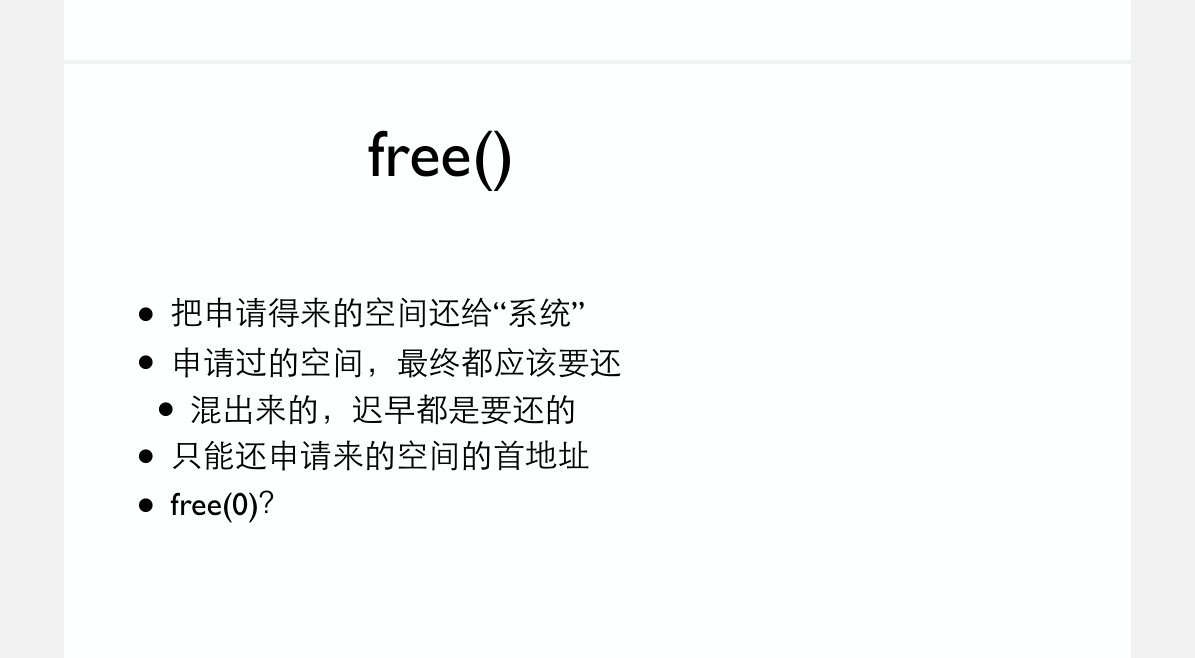 free()
● 把申请得来的空间还给“系统”
● 申请过的空间，最终都应该要还
● 混出来的，迟早都是要还的
● 只能还申请来的空间的首地址
● free(0)?